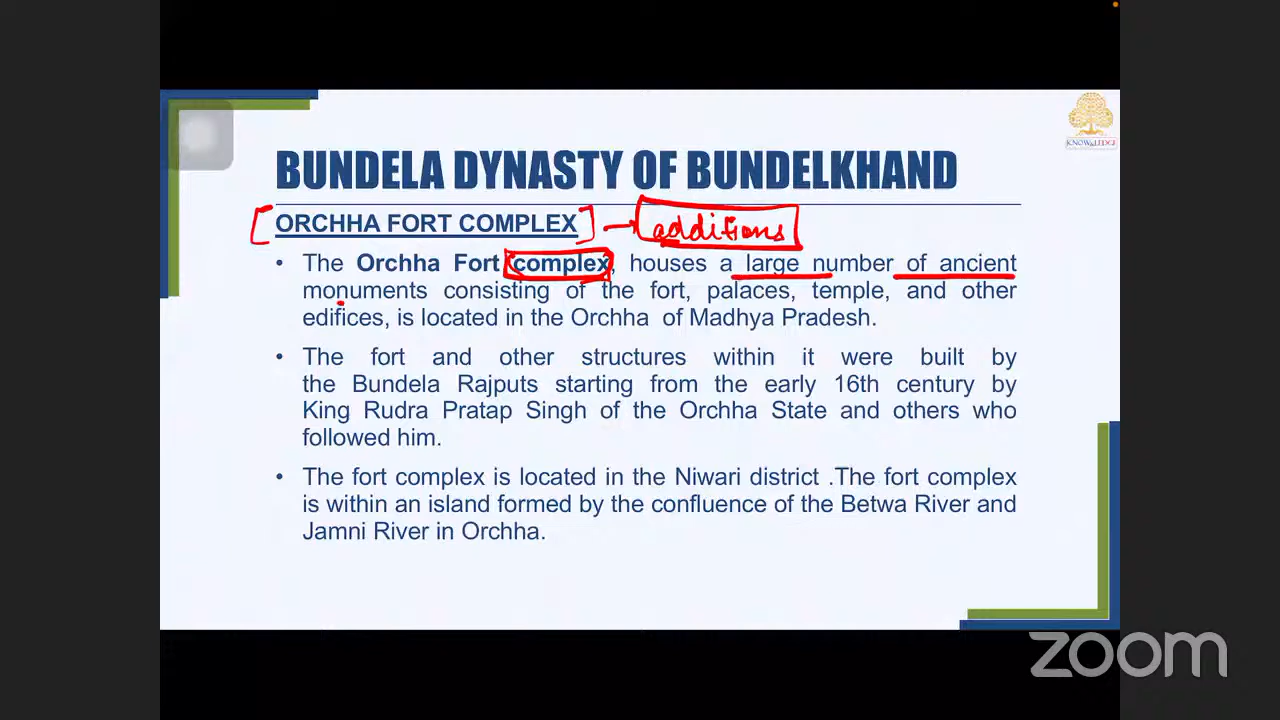 BUNDELA DYNASTY OF BUNDELKHAND
KNOWLEDGE
[ORCHHA FORT COMPLEX] → additions
• The Orchha Fort complex, houses a large number of ancient
monuments consisting of the fort, palaces, temple, and other
edifices, is located in the Orchha of Madhya Pradesh.
• The fort and other structures within it were built by
the Bundela Rajputs starting from the early 16th century by
King Rudra Pratap Singh of the Orchha State and others who
followed him.
• The fort complex is located in the Niwari district .The fort complex
is within an island formed by the confluence of the Betwa River and
Jamni River in Orchha.
zoom